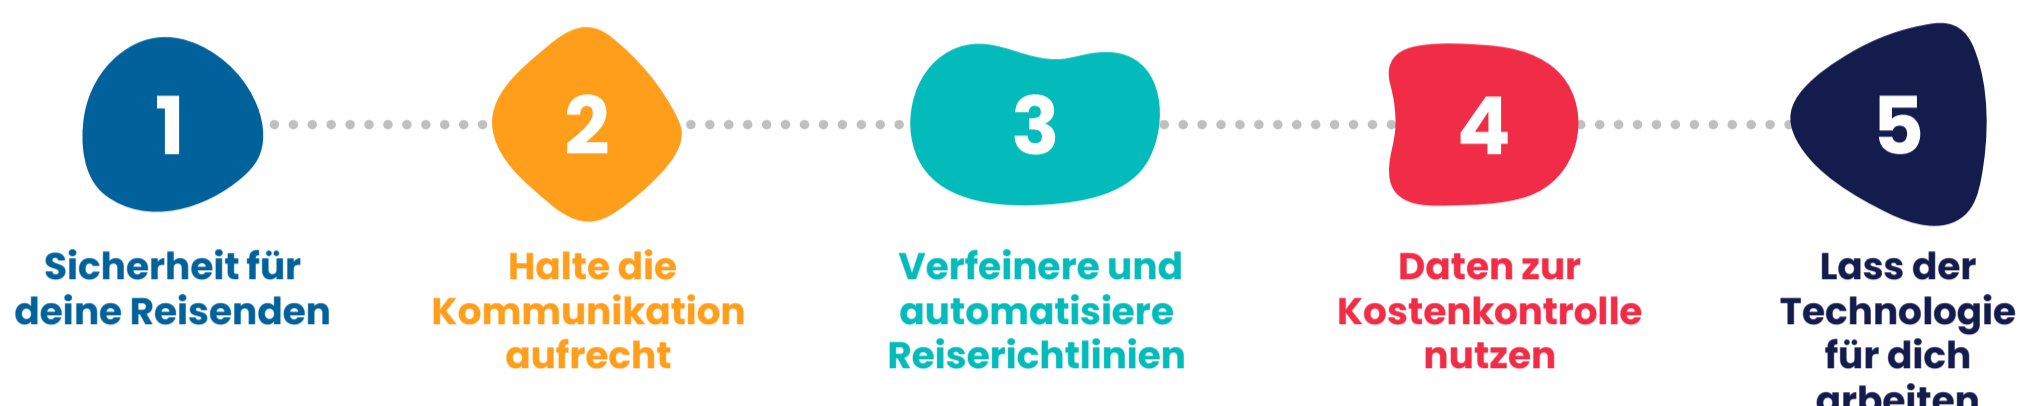 1
Sicherheit für
deine Reisenden
2
Halte die
Kommunikation
aufrecht
3
Verfeinere und
automatisiere
Reiserichtlinien
4
Daten zur
Kostenkontrolle
nutzen
5
Lass der
Technologie
für dich
arbeiten